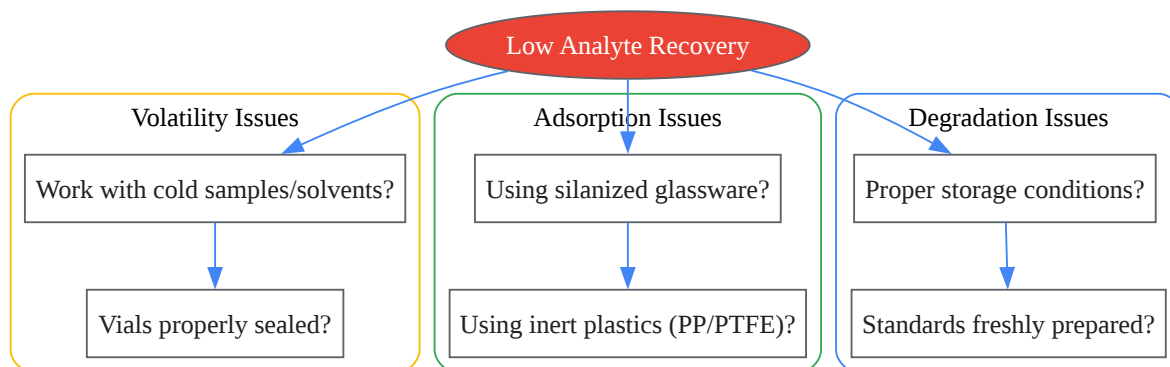 Low Analyte Recovery
Volatility Issues
Adsorption Issues
Degradation Issues
Work with cold samples/solvents?
Using silanized glassware?
Proper storage conditions?
Vials properly sealed?
Using inert plastics (PP/PTFE)?
Standards freshly prepared?